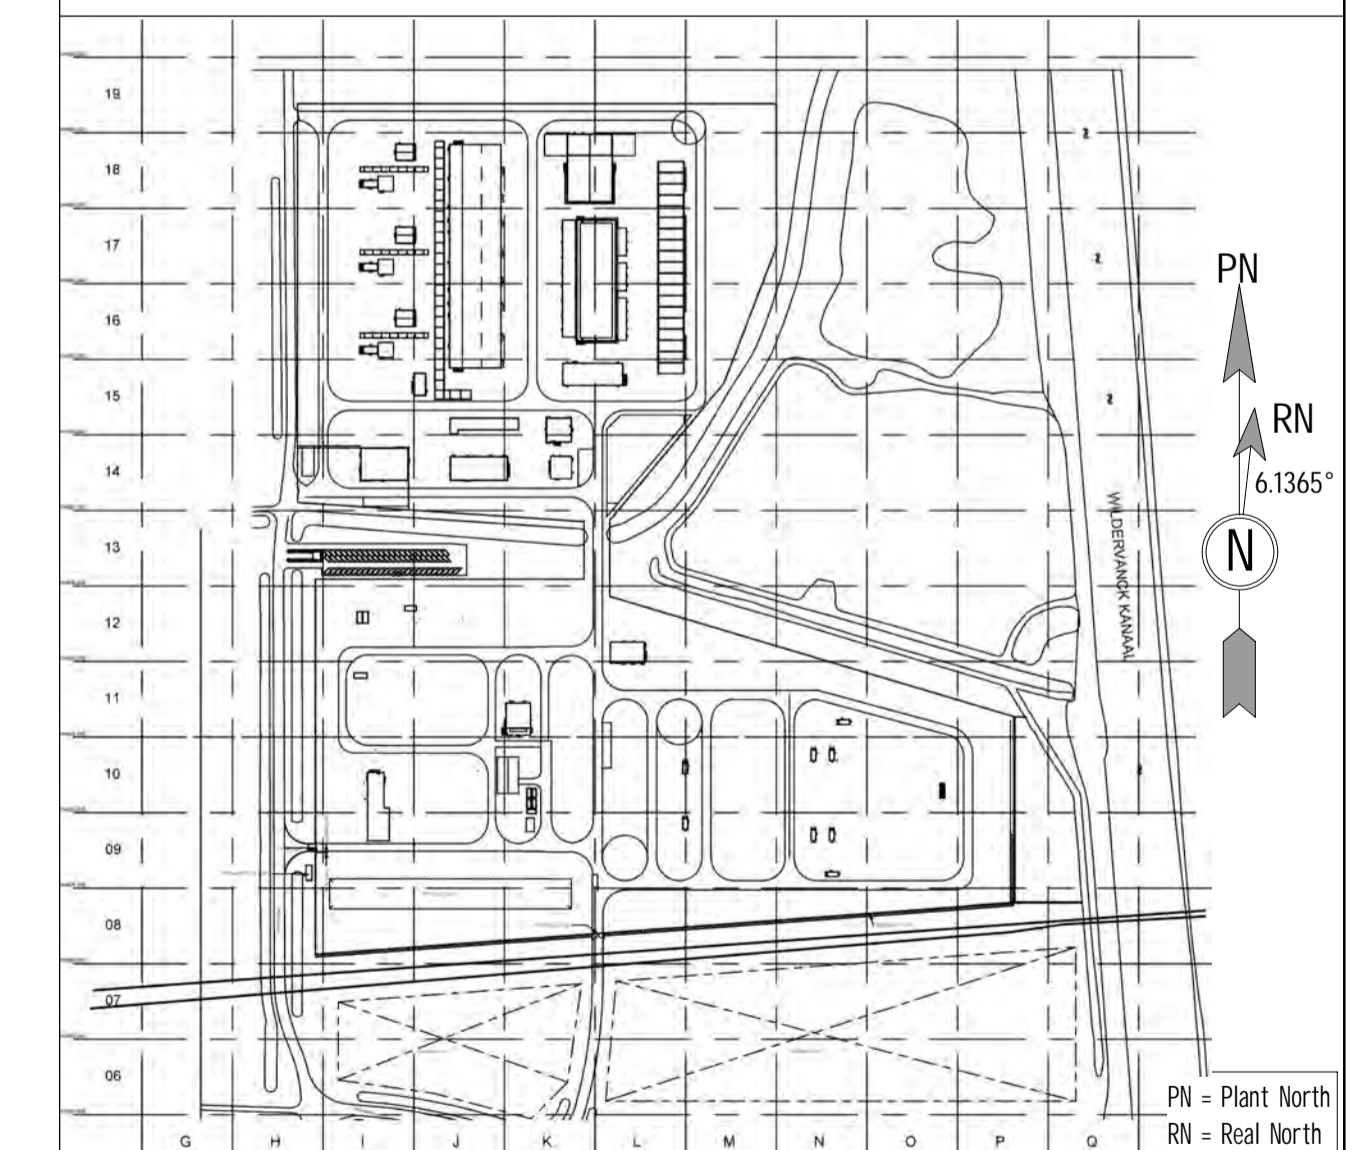 19
18
17
16
15
14
13
12
11
10
09
08
07
06
G H I J K L M N O P Q
WILDERVANCK KANAAL
PN
RN
6.1365°
N
PN = Plant North
RN = Real North